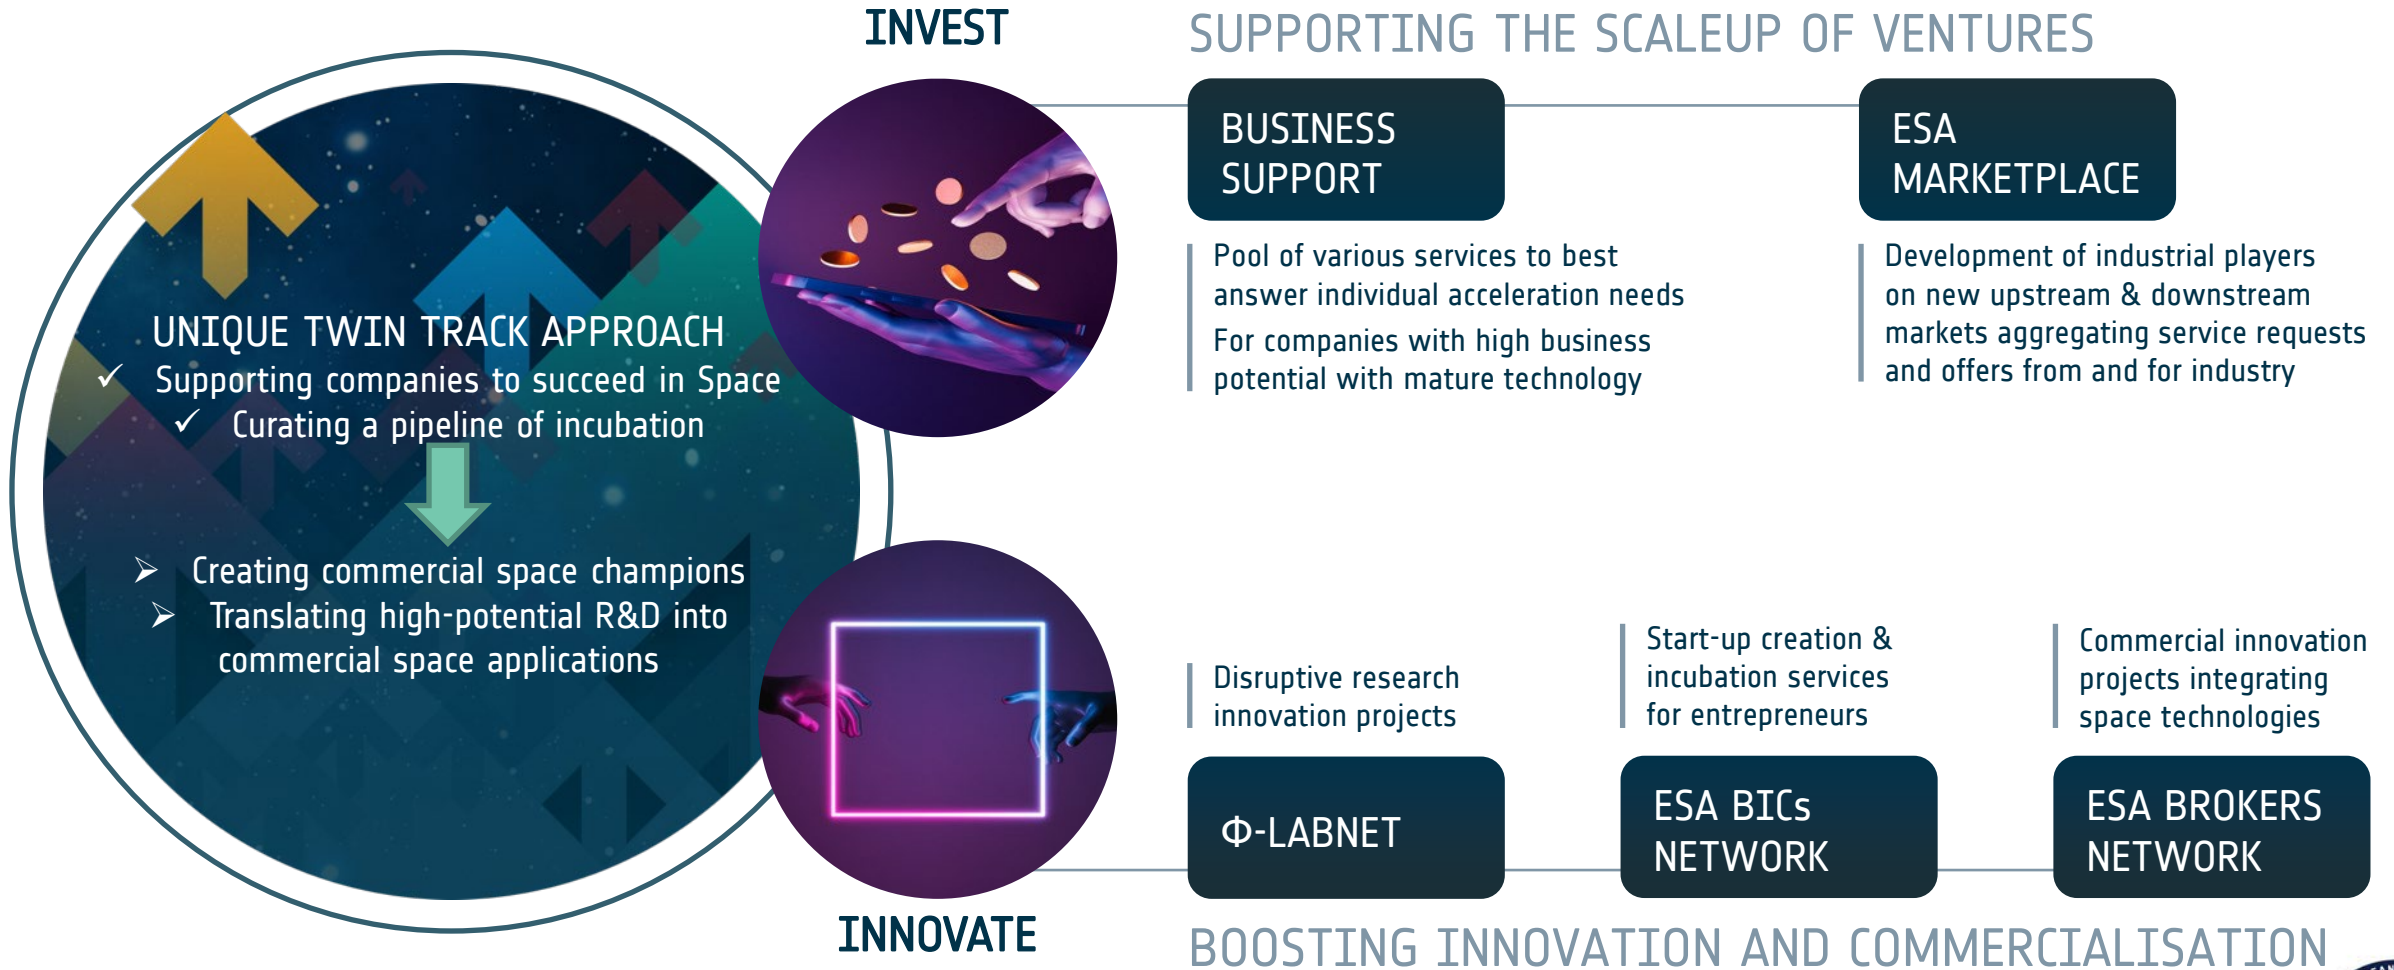 INVEST
SUPPORTING THE SCALEUP OF VENTURES
BUSINESS
SUPPORT
Pool of various services to best
answer individual acceleration needs
For companies with high business
potential with mature technology
ESA
MARKETPLACE
Development of industrial players
on new upstream & downstream
markets aggregating service requests
and offers from and for industry
UNIQUE TWIN TRACK APPROACH
✓ Supporting companies to succeed in Space
✓ Curating a pipeline of incubation
➢ Creating commercial space champions
➢ Translating high-potential R&D into
commercial space applications
Disruptive research
innovation projects
Φ-LABNET
Start-up creation &
incubation services
for entrepreneurs
ESA BICs
NETWORK
Commercial innovation
projects integrating
space technologies
ESA BROKERS
NETWORK
INNOVATE
BOOSTING INNOVATION AND COMMERCIALISATION